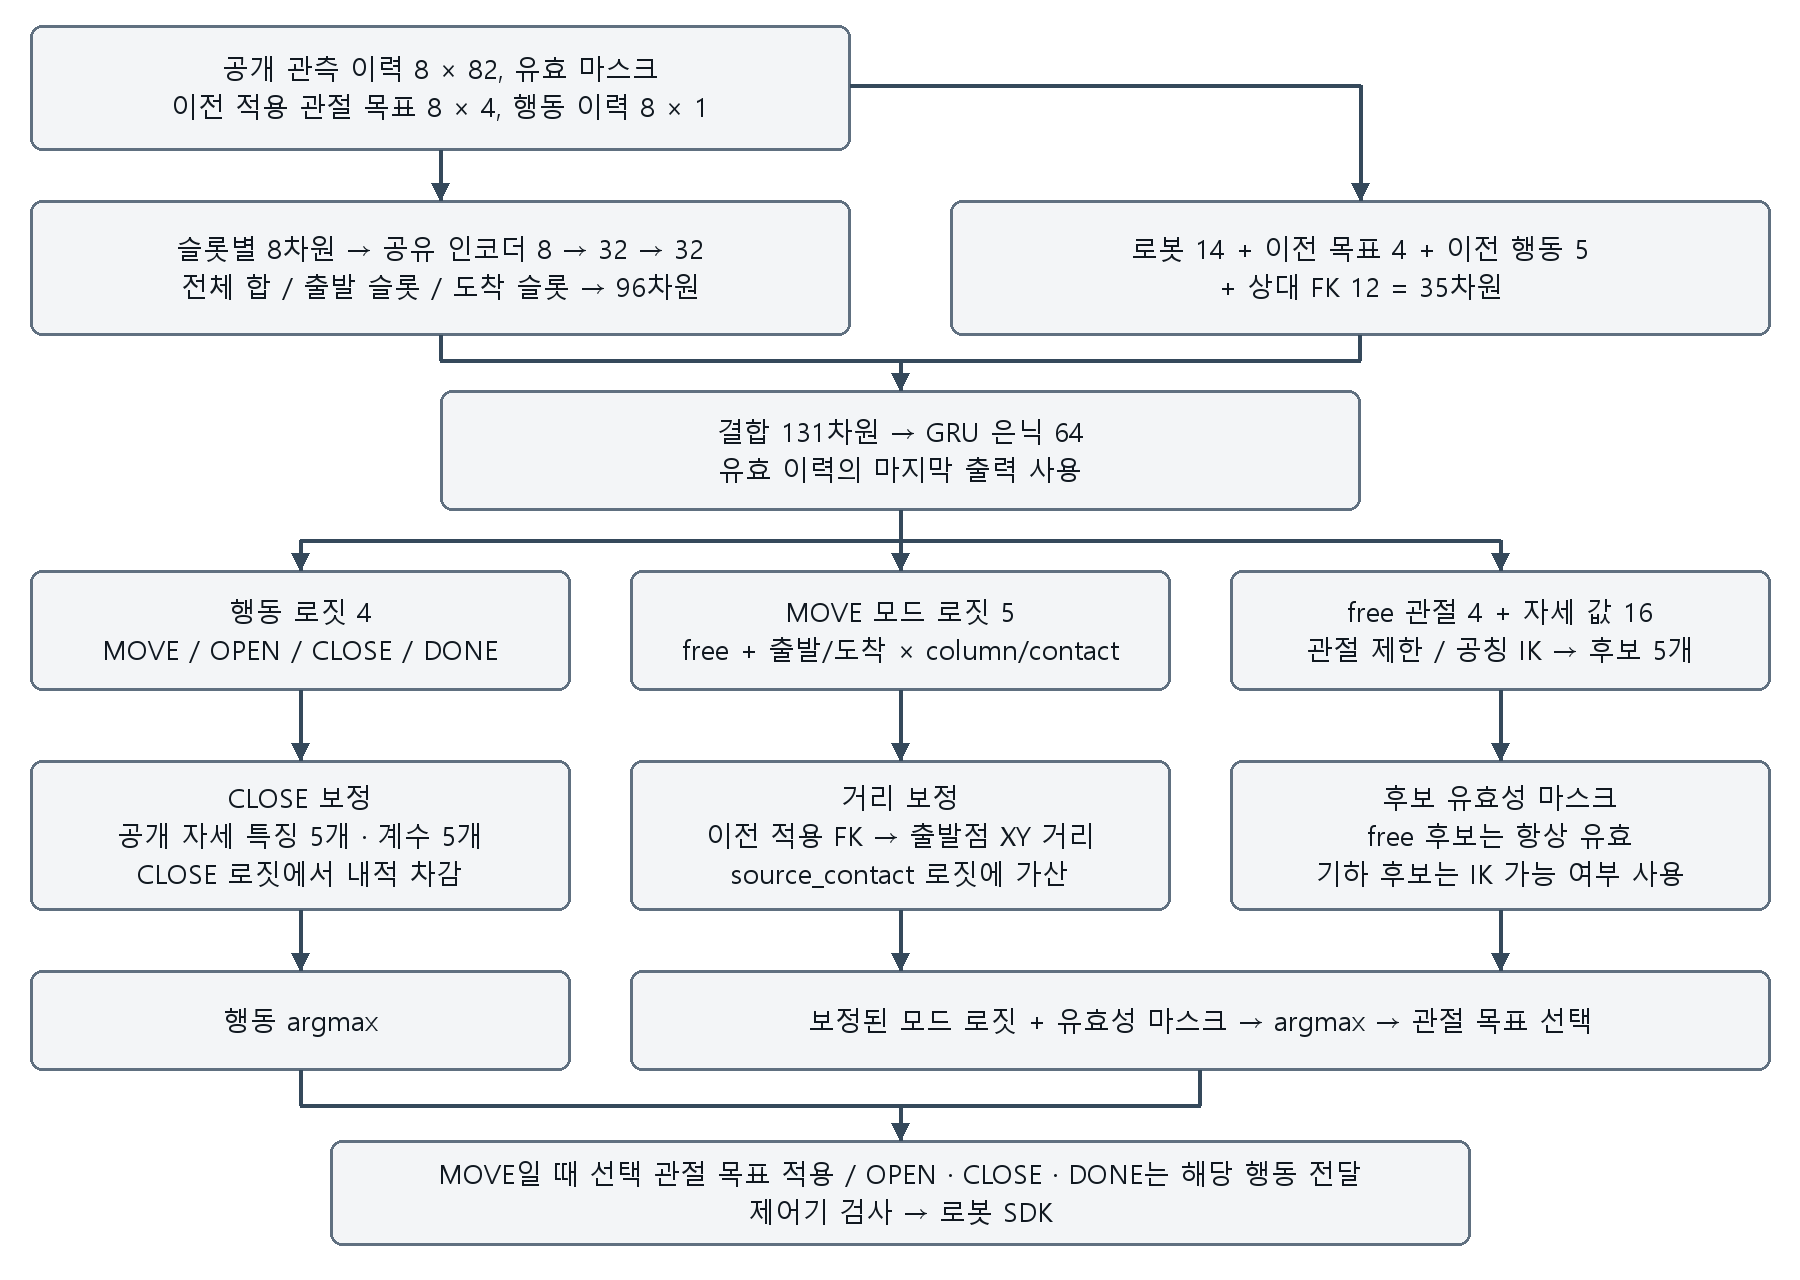 공개 관측 이력 8 × 82, 유효 마스크
이전 적용 관절 목표 8 × 4, 행동 이력 8 × 1
슬롯별 8차원 → 공유 인코더 8 → 32 → 32
전체 합 / 출발 슬롯 / 도착 슬롯 → 96차원
로봇 14 + 이전 목표 4 + 이전 행동 5
+ 상대 FK 12 = 35차원
결합 131차원 → GRU 은닉 64
유효 이력의 마지막 출력 사용
행동 로짓 4
MOVE / OPEN / CLOSE / DONE
MOVE 모드 로짓 5
free + 출발/도착 × column/contact
free 관절 4 + 자세 값 16
관절 제한 / 공칭 IK → 후보 5개
CLOSE 보정
공개 자세 특징 5개 · 계수 5개
CLOSE 로짓에서 내적 차감
거리 보정
이전 적용 FK → 출발점 XY 거리
source_contact 로짓에 가산
후보 유효성 마스크
free 후보는 항상 유효
기하 후보는 IK 가능 여부 사용
행동 argmax
보정된 모드 로짓 + 유효성 마스크 → argmax → 관절 목표 선택
MOVE일 때 선택 관절 목표 적용 / OPEN · CLOSE · DONE는 해당 행동 전달
제어기 검사 → 로봇 SDK